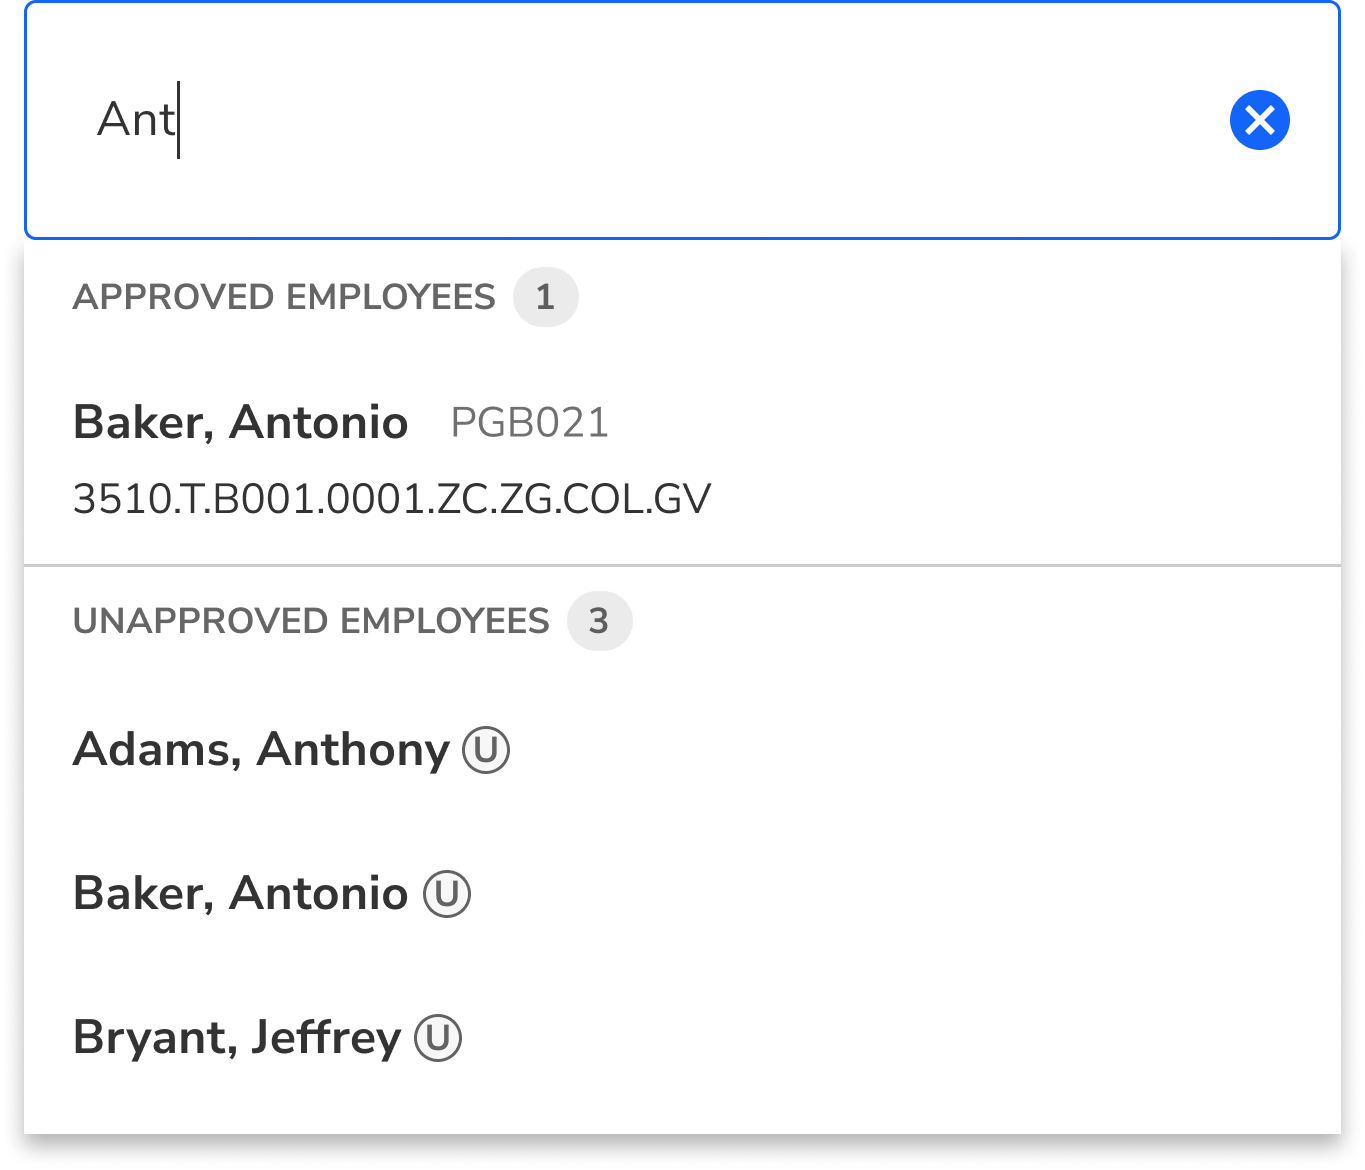 Ant
APPROVED EMPLOYEES 1
Baker, Antonio PGB021
3510.T.B001.0001.ZC.ZG.COL.GV
UNAPPROVED EMPLOYEES 3
Adams, Anthony U
Baker, Antonio U
Bryant, Jeffrey U